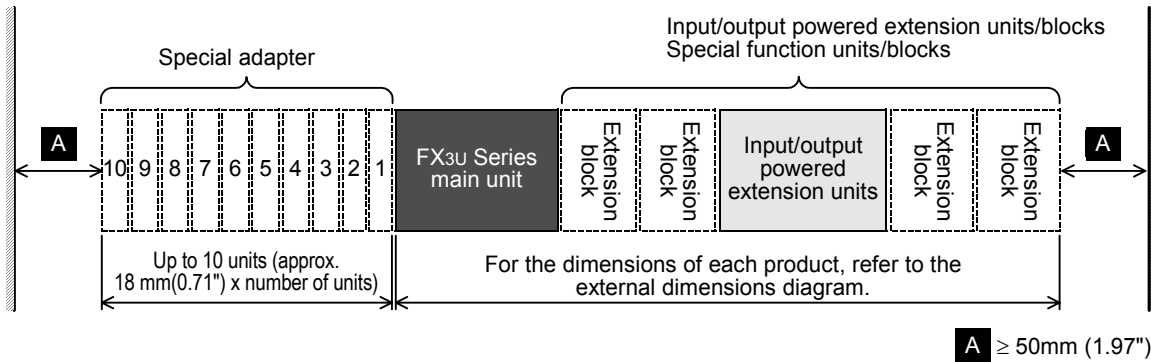 Input/output powered extension units/blocks
Special function units/blocks
Special adapter
A
10 9 8 7 6 5 4 3 2 1
FX3U Series
main unit
Extension
block
Extension
block
Input/output
powered
extension units
Extension
block
Extension
block
A
Up to 10 units (approx.
18 mm(0.71") x number of units)
For the dimensions of each product, refer to the
external dimensions diagram.
A ≥ 50mm (1.97")